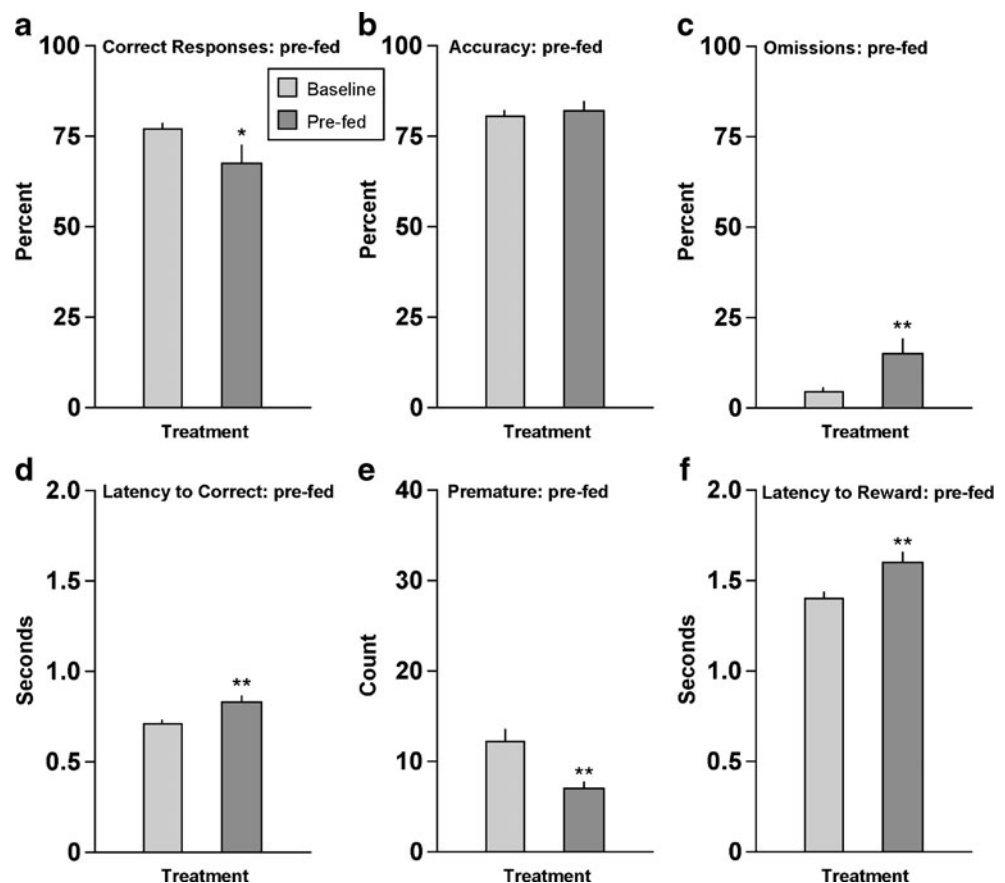 a
Correct Responses: pre-fed
100
75
50
25
0
Percent
Baseline
Pre-fed
*
Treatment
b
Accuracy: pre-fed
100
75
50
25
0
Percent
Treatment
c
Omissions: pre-fed
100
75
50
25
0
Percent
**
Treatment
d
Latency to Correct: pre-fed
2.0
1.5
1.0
0.5
0
Seconds
**
Treatment
e
Premature: pre-fed
40
30
20
10
0
Count
**
Treatment
f
Latency to Reward: pre-fed
2.0
1.5
1.0
0.5
0
Seconds
**
Treatment